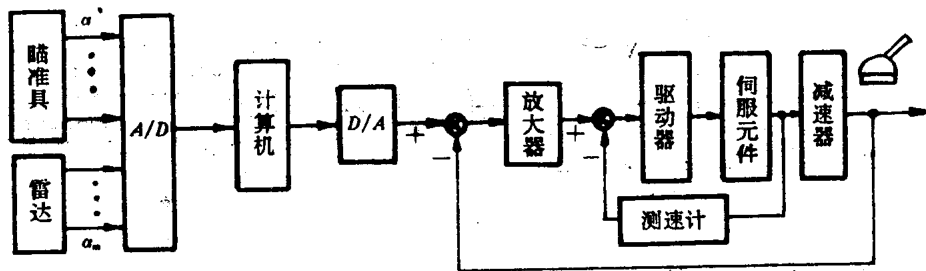 瞄准具
α
雷达
αₘ
A/D
计算机
D/A
+
−
放大器
+
−
驱动器
伺服元件
减速器
测速计